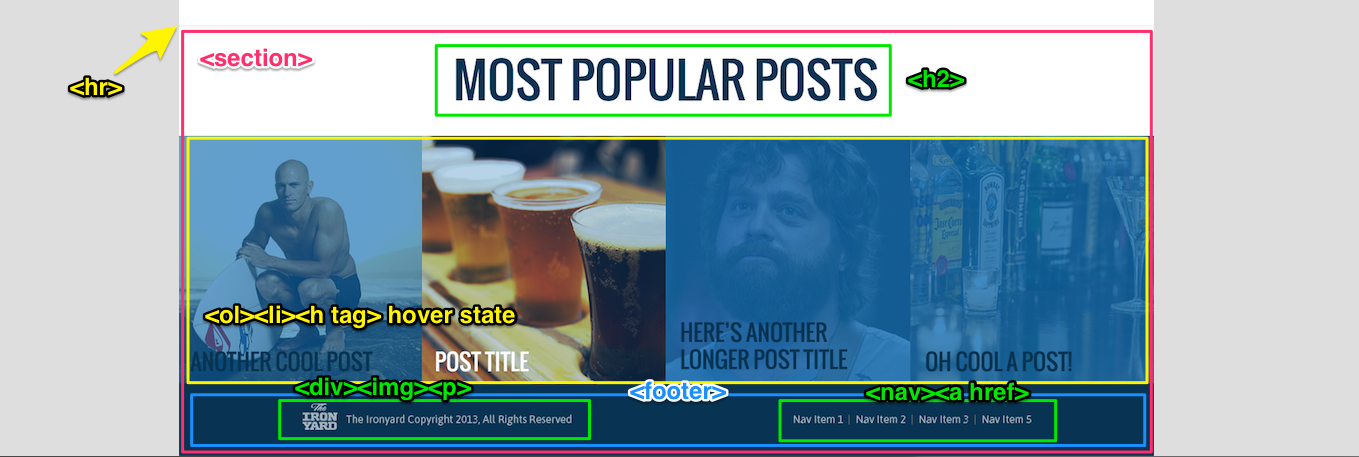 <section>
MOST POPULAR POSTS
<h2>
<hr>
<ol><li><h tag> hover state
HERE'S ANOTHER
LONGER POST TITLE
ANOTHER COOL POST
POST TITLE
OH COOL A POST!
<div><img><p>
<footer>
<nav><a href>
The
IRON
YARD
The Ironyard Copyright 2013, All Rights Reserved
Nav Item 1 | Nav Item 2 | Nav Item 3 | Nav Item 5